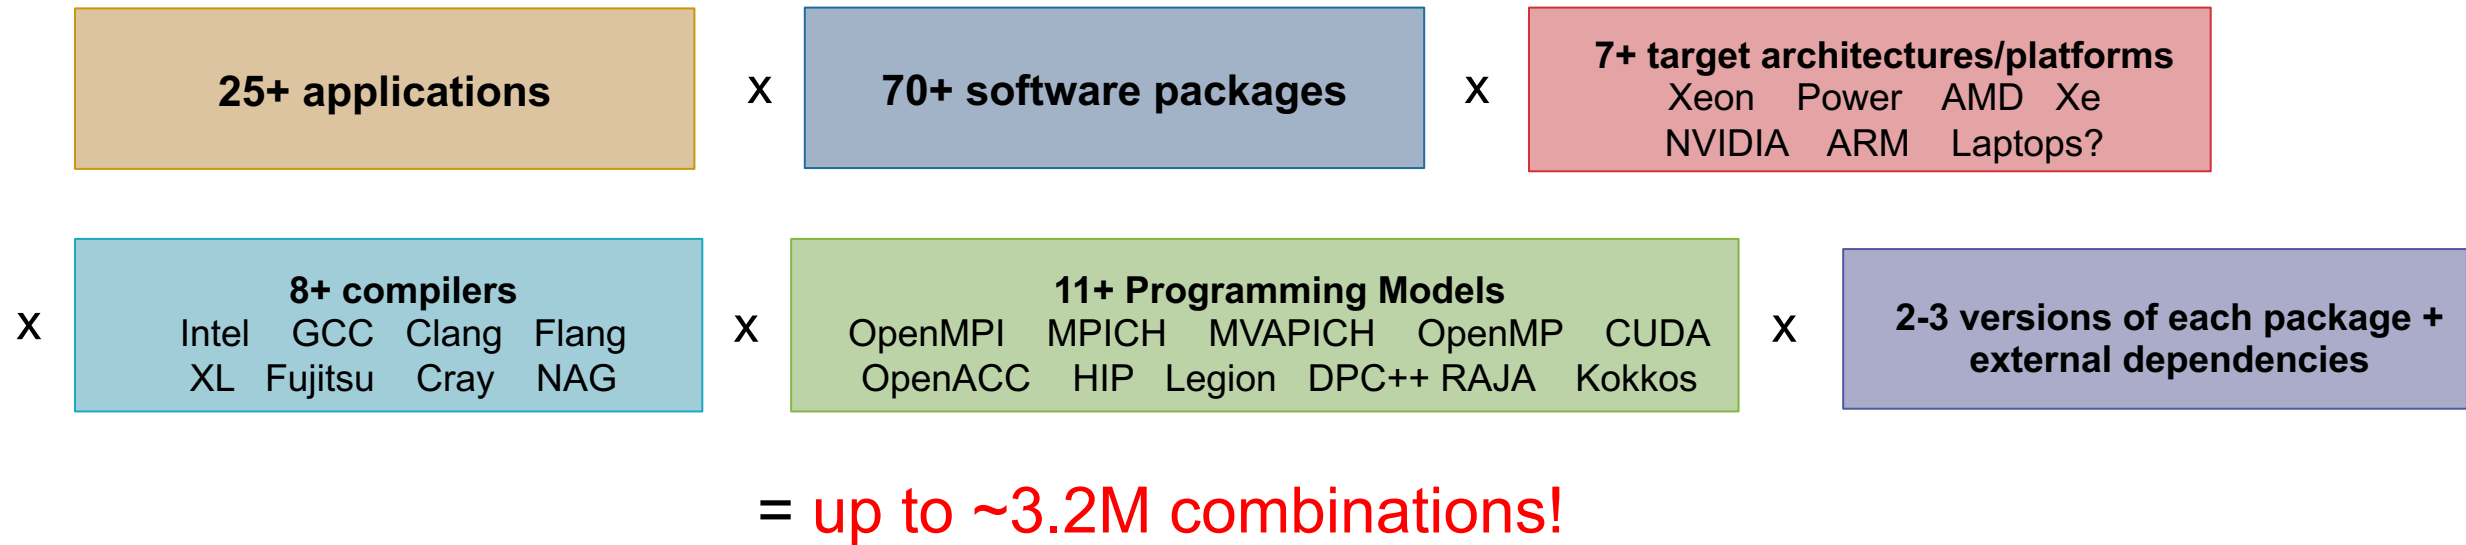 25+ applications
x
70+ software packages
x
7+ target architectures/platforms
Xeon Power AMD Xe
NVIDIA ARM Laptops?
x
8+ compilers
Intel GCC Clang Flang
XL Fujitsu Cray NAG
x
11+ Programming Models
OpenMPI MPICH MVAPICH OpenMP CUDA
OpenACC HIP Legion DPC++ RAJA Kokkos
x
2-3 versions of each package +
external dependencies
= up to ~3.2M combinations!